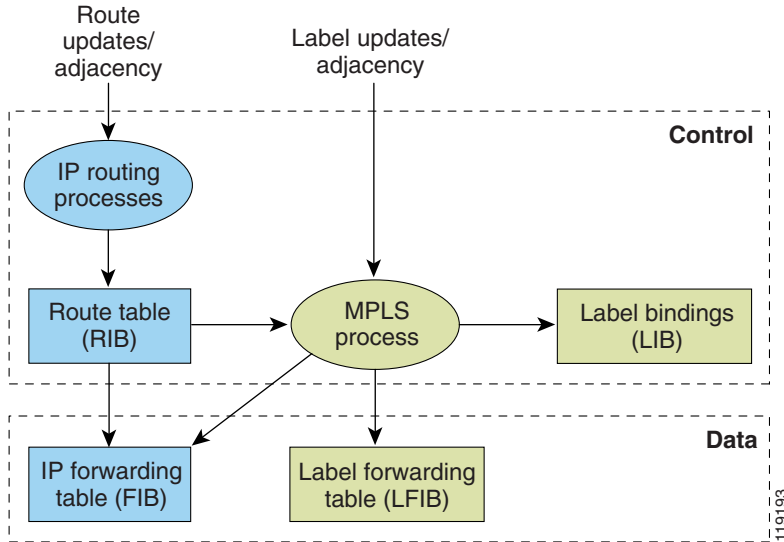 Route
updates/
adjacency
Label updates/
adjacency
Control
IP routing
processes
Route table
(RIB)
MPLS
process
Label bindings
(LIB)
Data
IP forwarding
table (FIB)
Label forwarding
table (LFIB)
119193